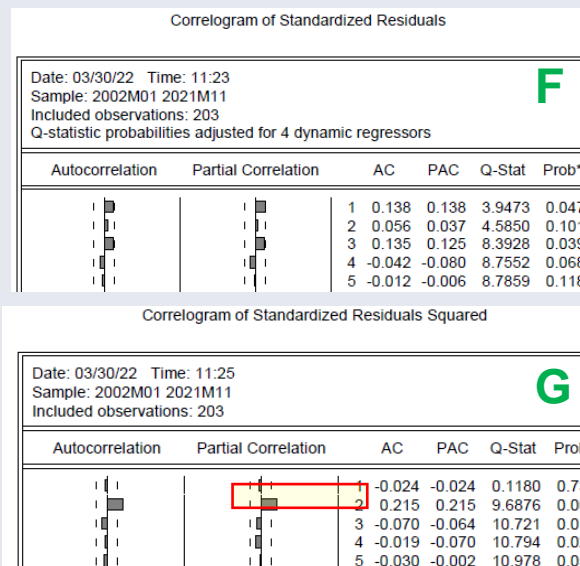 Correlogram of Standardized Residuals
Date: 03/30/22 Time: 11:23
F
Sample: 2002M01 2021M11
Included observations: 203
Q-statistic probabilities adjusted for 4 dynamic regressors
Autocorrelation Partial Correlation AC PAC Q-Stat Prob*
1 0.138 0.138 3.9473 0.047
2 0.056 0.037 4.5850 0.101
3 0.135 0.125 8.3928 0.039
4 -0.042 -0.080 8.7552 0.068
5 -0.012 -0.006 8.7859 0.118
Correlogram of Standardized Residuals Squared
Date: 03/30/22 Time: 11:25
G
Sample: 2002M01 2021M11
Included observations: 203
Autocorrelation Partial Correlation AC PAC Q-Stat
1 -0.024 -0.024 0.1180
2 0.215 0.215 9.6876
3 -0.070 -0.064 10.721
4 -0.019 -0.070 10.794
5 -0.030 -0.002 10.978